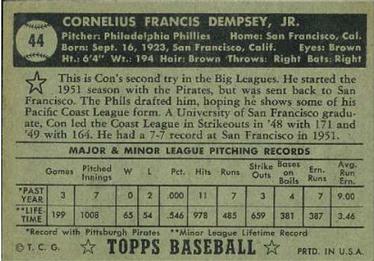 44
CORNELIUS FRANCIS DEMPSEY, JR.
Pitcher: Philadelphia Phillies Home: San Francisco, Cal.
Born: Sept. 16, 1923, San Francisco, Calif. Eyes: Brown
Ht.: 6'4" Wt.: 194 Hair: Brown Throws: Right Bats: Right
This is Con's second try in the Big Leagues. He started the
1951 season with the Pirates, but was sent back to San
Francisco. The Phils drafted him, hoping he shows some of his
Pacific Coast League form. A University of San Francisco grad-
uate, Con led the Coast League in Strikeouts in '48 with 171 and
'49 with 164. He had a 7-7 record at San Francisco in 1951.
MAJOR & MINOR LEAGUE PITCHING RECORDS
Games Pitched Innings W L Pct. Hits Runs Strike Outs Bases on Balls Ern. Runs Avg. Ern. Run
*PAST YEAR 3 7 0 2 .000 11 7 3 4 7 9.00
**LIFE-TIME 199 1008 65 54 .546 978 485 659 381 387 3.46
*Record with Pittsburgh Pirates **Minor League Lifetime Record
© T. C. G. TOPPS BASEBALL PRTD. IN U.S.A.